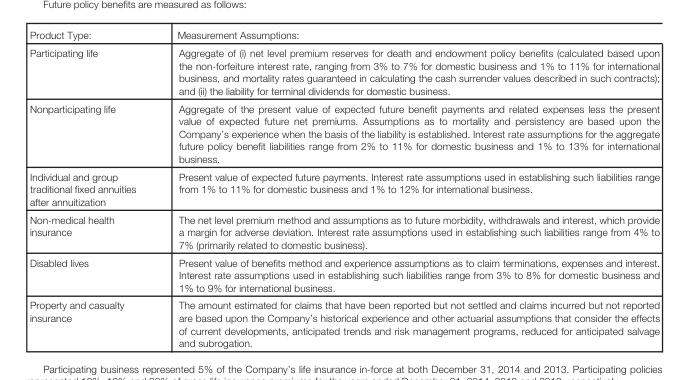 Future policy benefits are measured as follows:
Product Type:
Measurement Assumptions:
Participating life
Aggregate of (i) net level premium reserves for death and endowment policy benefits (calculated based upon
the non-forfeiture interest rate, ranging from 3% to 7% for domestic business and 1% to 11% for international
business, and mortality rates guaranteed in calculating the cash surrender values described in such contracts);
and (ii) the liability for terminal dividends for domestic business.
Nonparticipating life
Aggregate of the present value of expected future benefit payments and related expenses less the present
value of expected future net premiums. Assumptions as to mortality and persistency are based upon the
Company's experience when the basis of the liability is established. Interest rate assumptions for the aggregate
future policy benefit liabilities range from 2% to 11% for domestic business and 1% to 13% for international
business.
Individual and group
traditional fixed annuities
after annuitization
Present value of expected future payments. Interest rate assumptions used in establishing such liabilities range
from 1% to 11% for domestic business and 1% to 12% for international business.
Non-medical health
insurance
The net level premium method and assumptions as to future morbidity, withdrawals and interest, which provide
a margin for adverse deviation. Interest rate assumptions used in establishing such liabilities range from 4% to
7% (primarily related to domestic business).
Disabled lives
Present value of benefits method and experience assumptions as to claim terminations, expenses and interest.
Interest rate assumptions used in establishing such liabilities range from 3% to 8% for domestic business and
1% to 9% for international business.
Property and casualty
insurance
The amount estimated for claims that have been reported but not settled and claims incurred but not reported
are based upon the Company's historical experience and other actuarial assumptions that consider the effects
of current developments, anticipated trends and risk management programs, reduced for anticipated salvage
and subrogation.
Participating business represented 5% of the Company's life insurance in-force at both December 31, 2014 and 2013. Participating policies